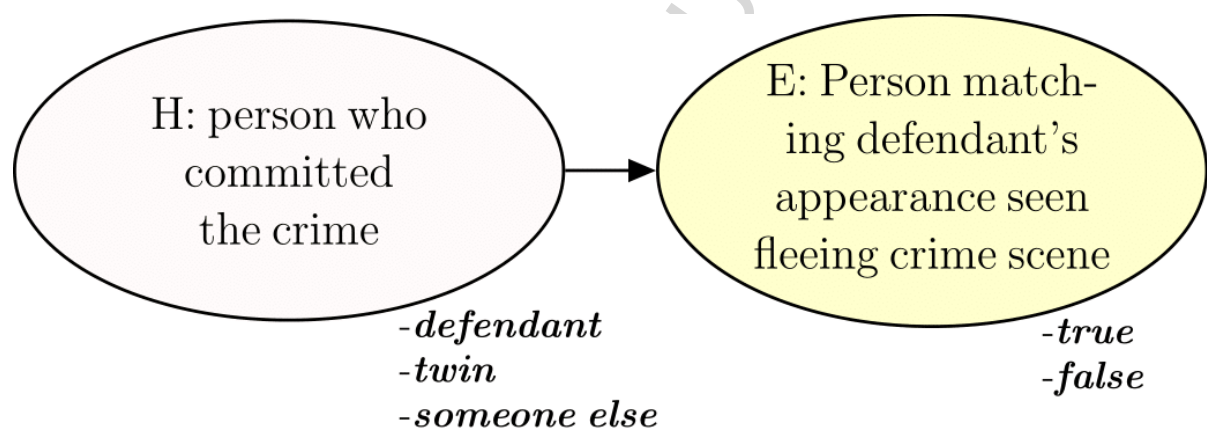 H: person who
committed
the crime
E: Person match-
ing defendant's
appearance seen
fleeing crime scene
-defendant
-twin
-someone else
-true
-false